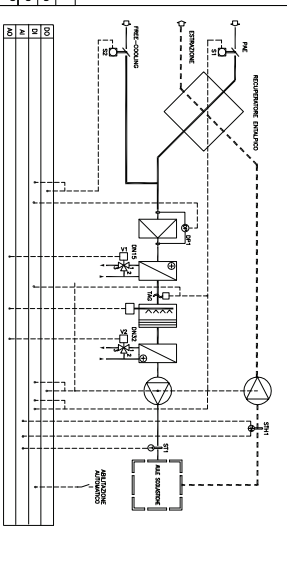 FREE-COOLING
ESTRAZIONE
PAE
S2
S1
RECUPERATORE ENTALPICO
DP1
DN15
TAG
DN32
STH1
ST1
AULE SCOLASTICHE
ABILITAZIONE
AUTOMATICO
DO
DI
AI
AO